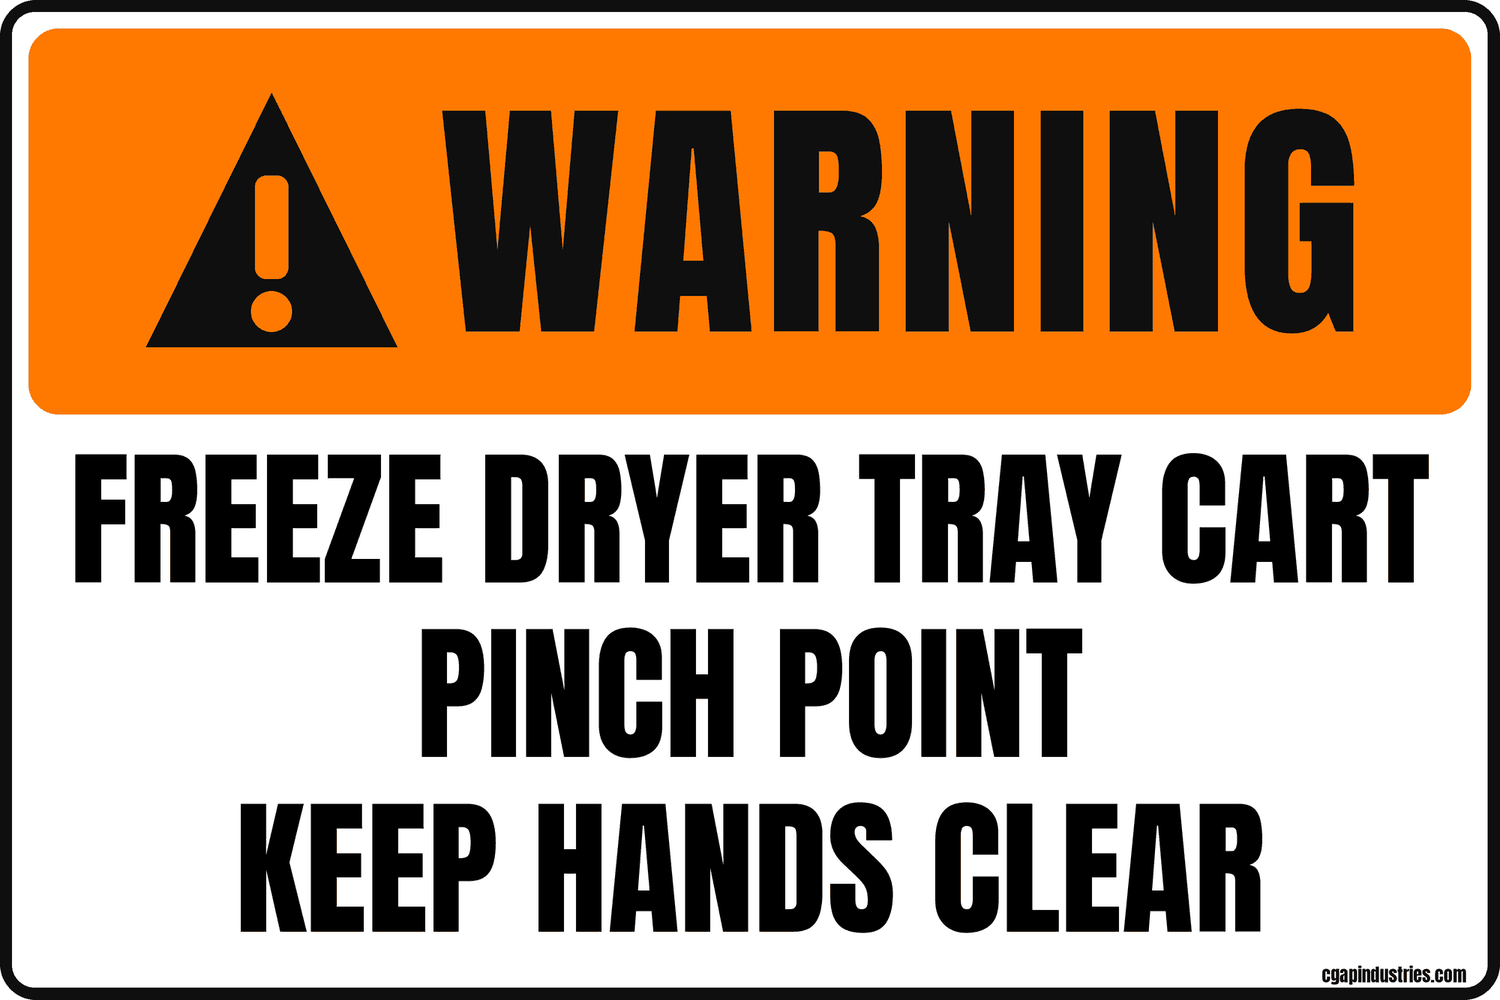 WARNING
FREEZE DRYER TRAY CART
PINCH POINT
KEEP HANDS CLEAR
cgapindustries.com